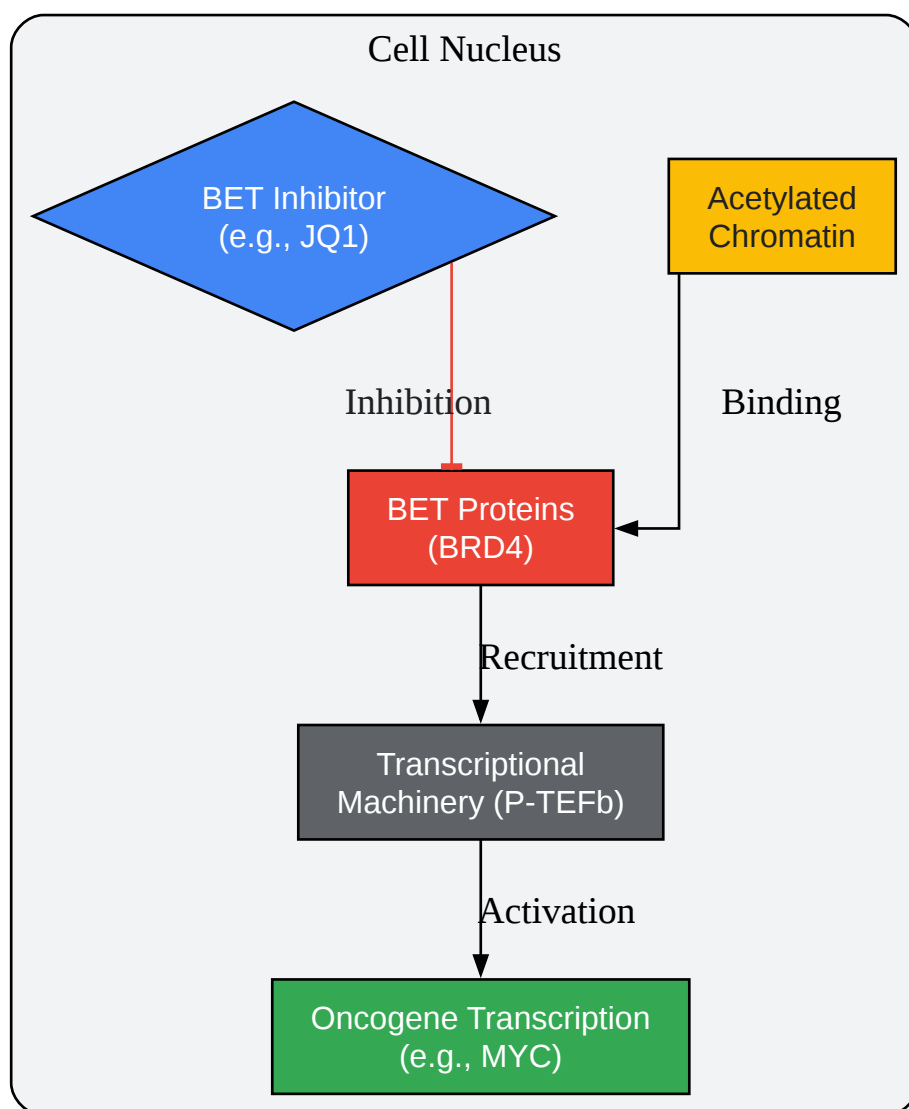 Cell Nucleus
BET Inhibitor
(e.g., JQ1)
Acetylated
Chromatin
Inhibition
Binding
BET Proteins
(BRD4)
Recruitment
Transcriptional
Machinery (P-TEFb)
Activation
Oncogene Transcription
(e.g., MYC)